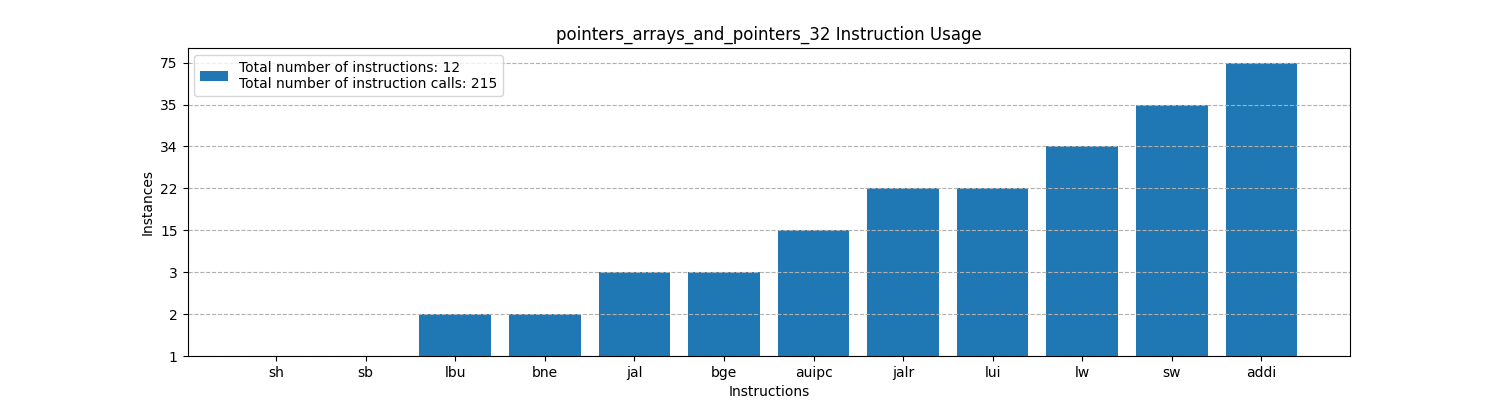 pointers_arrays_and_pointers_32 Instruction Usage
Total number of instructions: 12
Total number of instruction calls: 215
Instances
75
35
34
22
15
3
2
1
sh sb lbu bne jal bge auipc jalr lui lw sw addi
Instructions